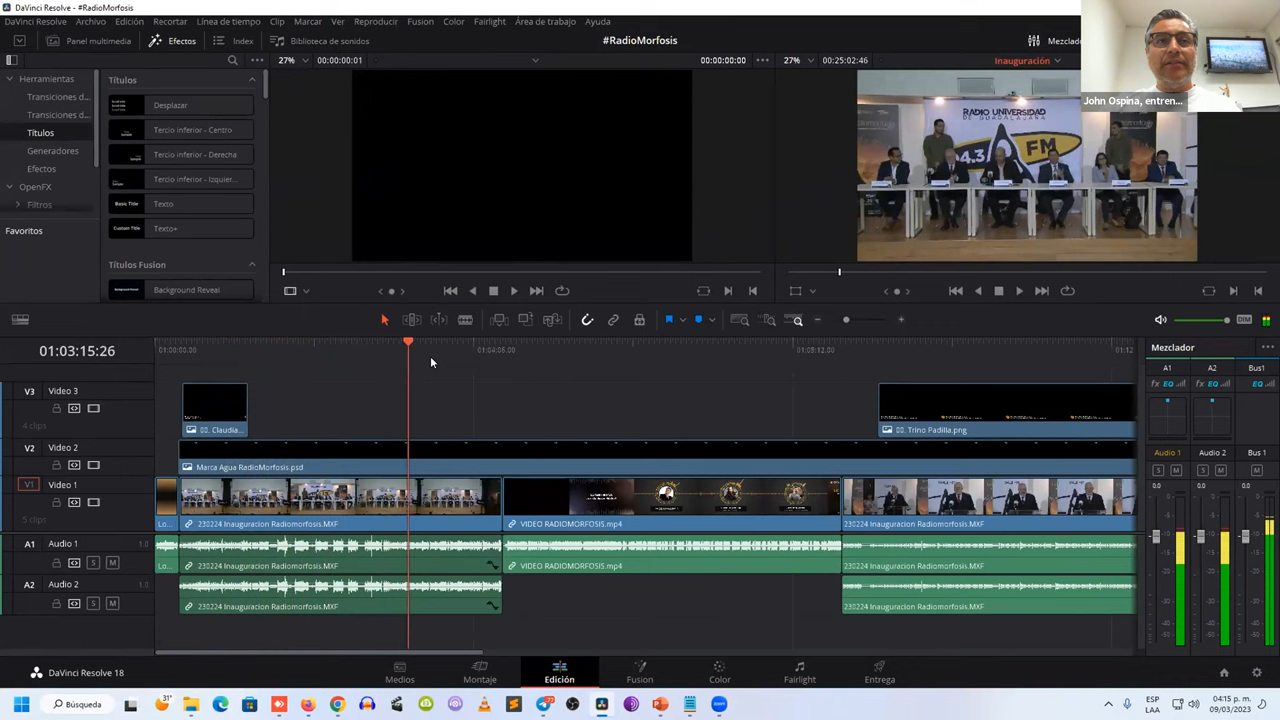 DaVinci Resolve - #RadioMorfosis
DaVinci Resolve Archivo Edición Recortar Línea de tiempo Clip Marcar Ver Reproducir Fusion Color Fairlight Área de trabajo Ayuda
Panel multimedia Efectos Index Biblioteca de sonidos #RadioMorfosis Mezclador
27% 00:00:00:01 00:00:00:00 27% 00:25:02:46 Inauguración
John Ospina, entren...
Herramientas
Transiciones d...
Transiciones d...
Títulos
Generadores
Efectos
OpenFX
Filtros
Favoritos
Títulos
Desplazar
Tercio inferior - Centro
Tercio inferior - Derecha
Tercio inferior - Izquier...
Basic Title Texto
Custom Title Texto+
Títulos Fusion
Background Reveal
RADIO UNIVERSIDAD
DE GUADALAJARA
4.3 FM
DIM
01:03:15:26
01:00:00:00 01:04:06:00 01:08:12:00 01:12
V3 Video 3
4 clips
Claudia...
Trino Padilla.png
V2 Video 2
Marca Agua RadioMorfosis.psd
V1 Video 1
5 clips
Lo... 230224 Inauguracion Radiomorfosis.MXF VIDEO RADIOMORFOSIS.mp4 230224 Inauguracion Radiomorfosis.MXF
A1 Audio 1 1.0
S M
Lo... 230224 Inauguracion Radiomorfosis.MXF VIDEO RADIOMORFOSIS.mp4 230224 Inauguracion Radiomorfosis.MXF
A2 Audio 2 1.0
S M
230224 Inauguracion Radiomorfosis.MXF 230224 Inauguracion Radiomorfosis.MXF
Mezclador
A1 A2 Bus1
fx EQ fx EQ EQ
Audio 1 Audio 2 Bus 1
S M S M M
DaVinci Resolve 18
Medios Montaje Edición Fusion Color Fairlight Entrega
Búsqueda
31°
ESP
LAA
04:15 p. m.
09/03/2023